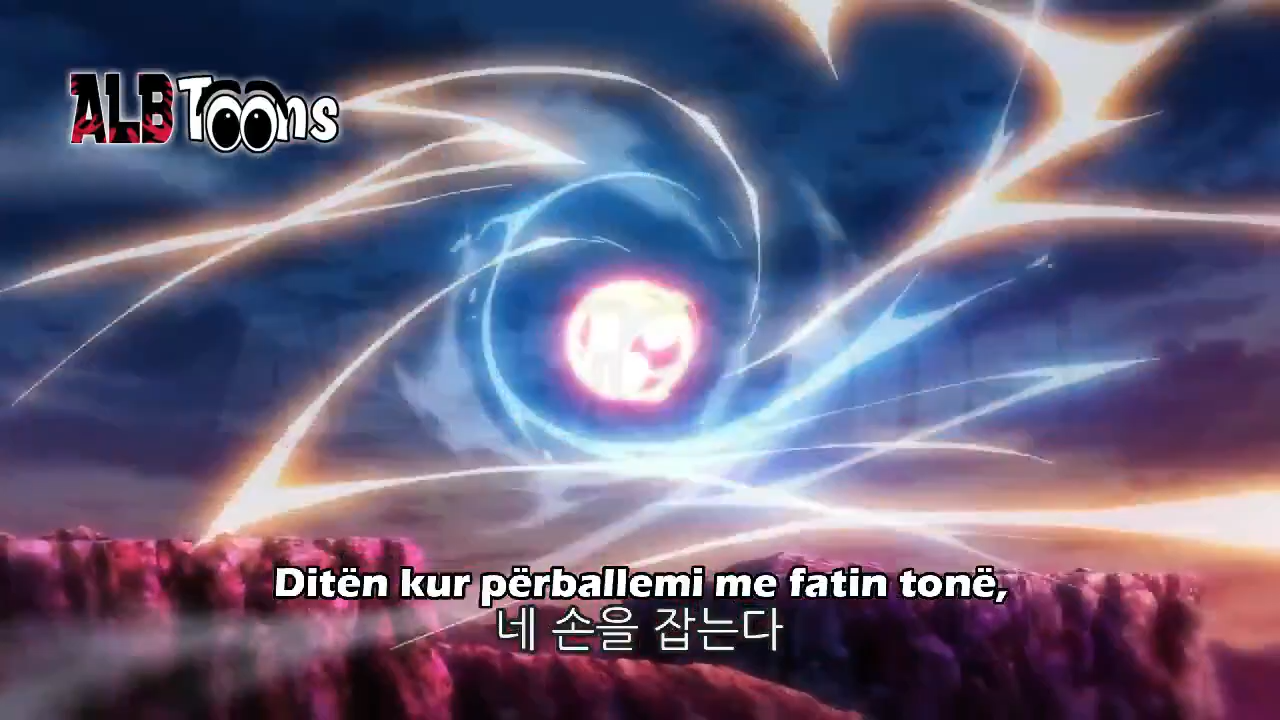 ALBToons
Ditën kur përballemi me fatin tonë,
네 손을 잡는다